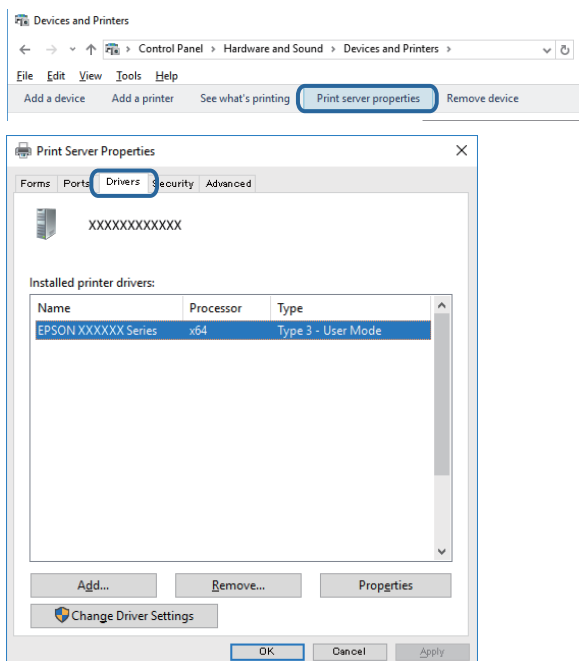 Devices and Printers
Control Panel > Hardware and Sound > Devices and Printers >
File Edit View Tools Help
Add a device Add a printer See what's printing Print server properties Remove device
Print Server Properties
Forms Ports Drivers Security Advanced
XXXXXXXXXXXX
Installed printer drivers:
Name Processor Type
EPSON XXXXXX Series x64 Type 3 - User Mode
Add... Remove... Properties
Change Driver Settings
OK Cancel Apply